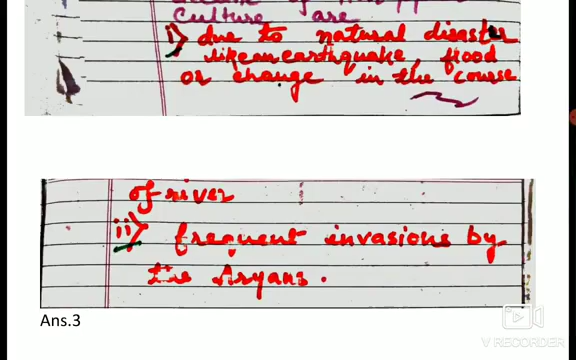 culture are
i) due to natural disaster
like an earthquake, flood
or change in the course
of river
ii) frequent invasions by
the Aryans.
Ans.3
V RECORDER